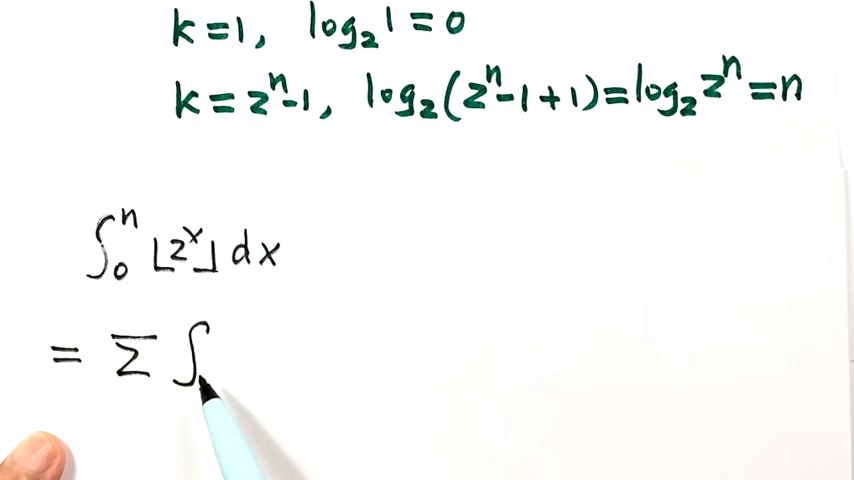 k=1, log₂1=0
k=2ⁿ-1, log₂(2ⁿ-1+1)=log₂2ⁿ=n
∫₀ⁿ ⌊2ˣ⌋ dx
= Σ ∫